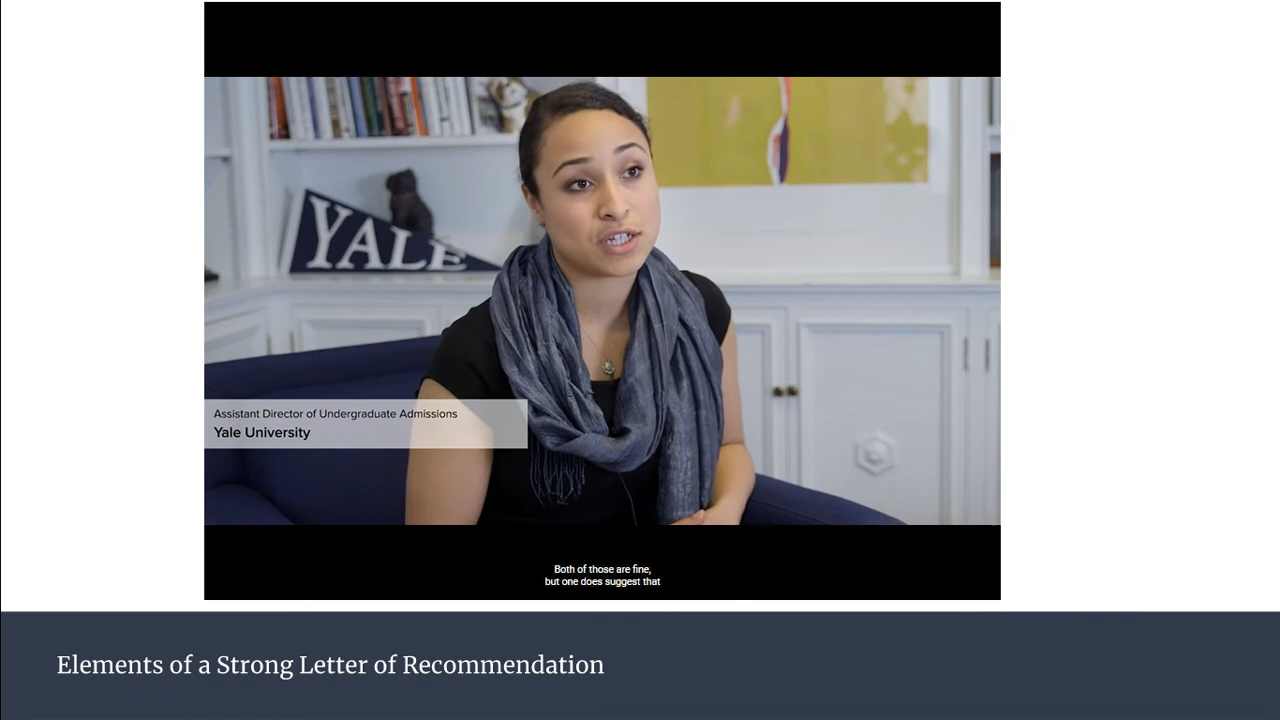 YALE
Assistant Director of Undergraduate Admissions
Yale University
Both of those are fine,
but one does suggest that
Elements of a Strong Letter of Recommendation